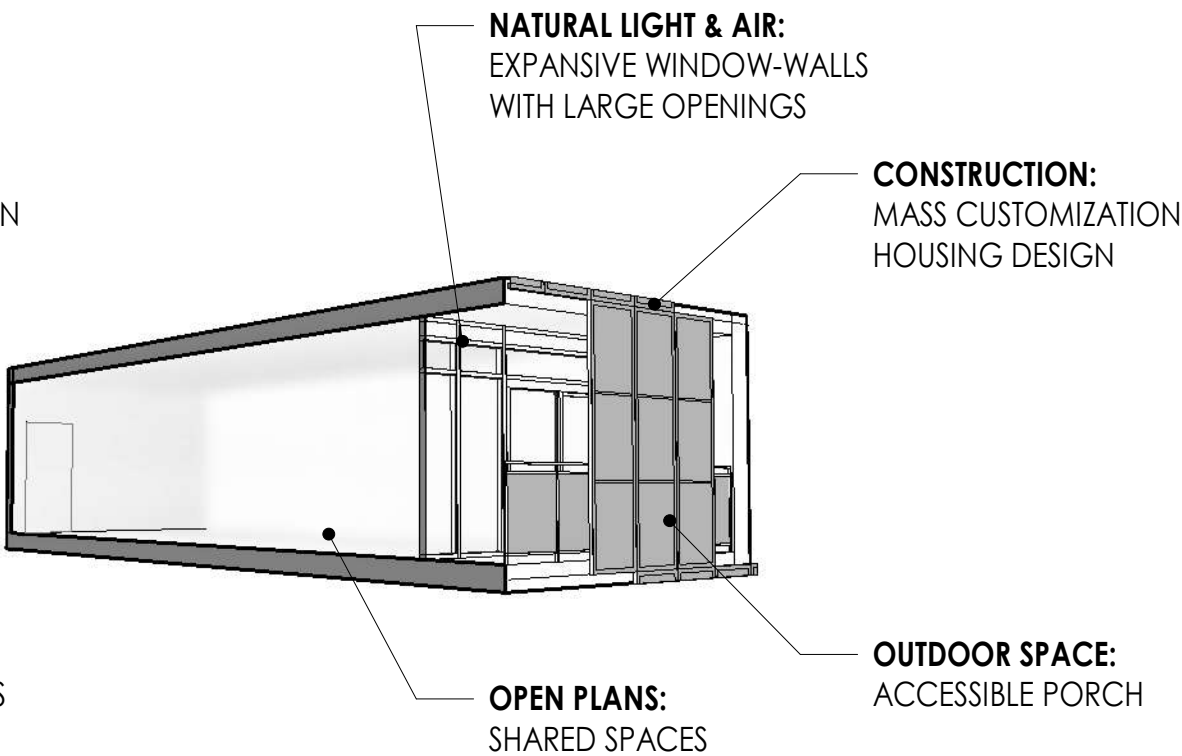 NATURAL LIGHT & AIR:
EXPANSIVE WINDOW-WALLS
WITH LARGE OPENINGS
CONSTRUCTION:
MASS CUSTOMIZATION
HOUSING DESIGN
N
OUTDOOR SPACE:
ACCESSIBLE PORCH
S
OPEN PLANS:
SHARED SPACES